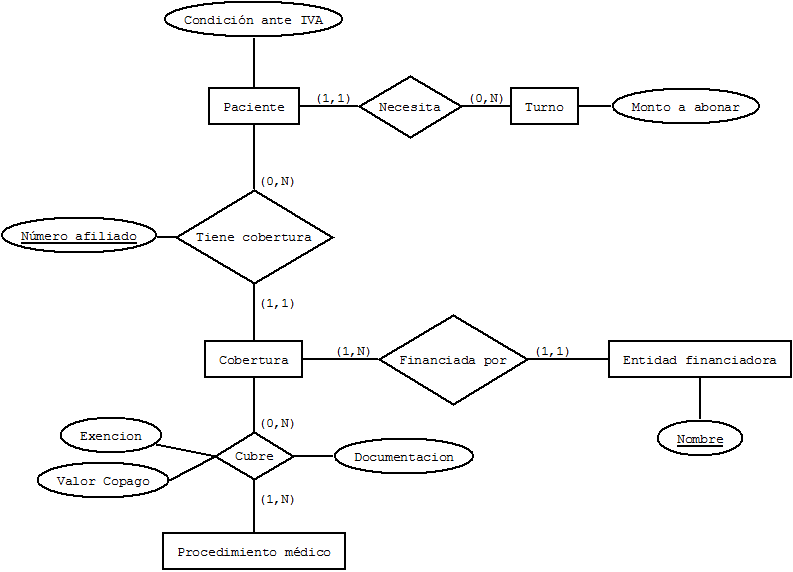 Condición ante IVA
Paciente
(1,1)
Necesita
(0,N)
Turno
Monto a abonar
(0,N)
Número afiliado
Tiene cobertura
(1,1)
Cobertura
(1,N)
Financiada por
(1,1)
Entidad financiadora
(0,N)
Nombre
Exencion
Cubre
Documentacion
Valor Copago
(1,N)
Procedimiento médico